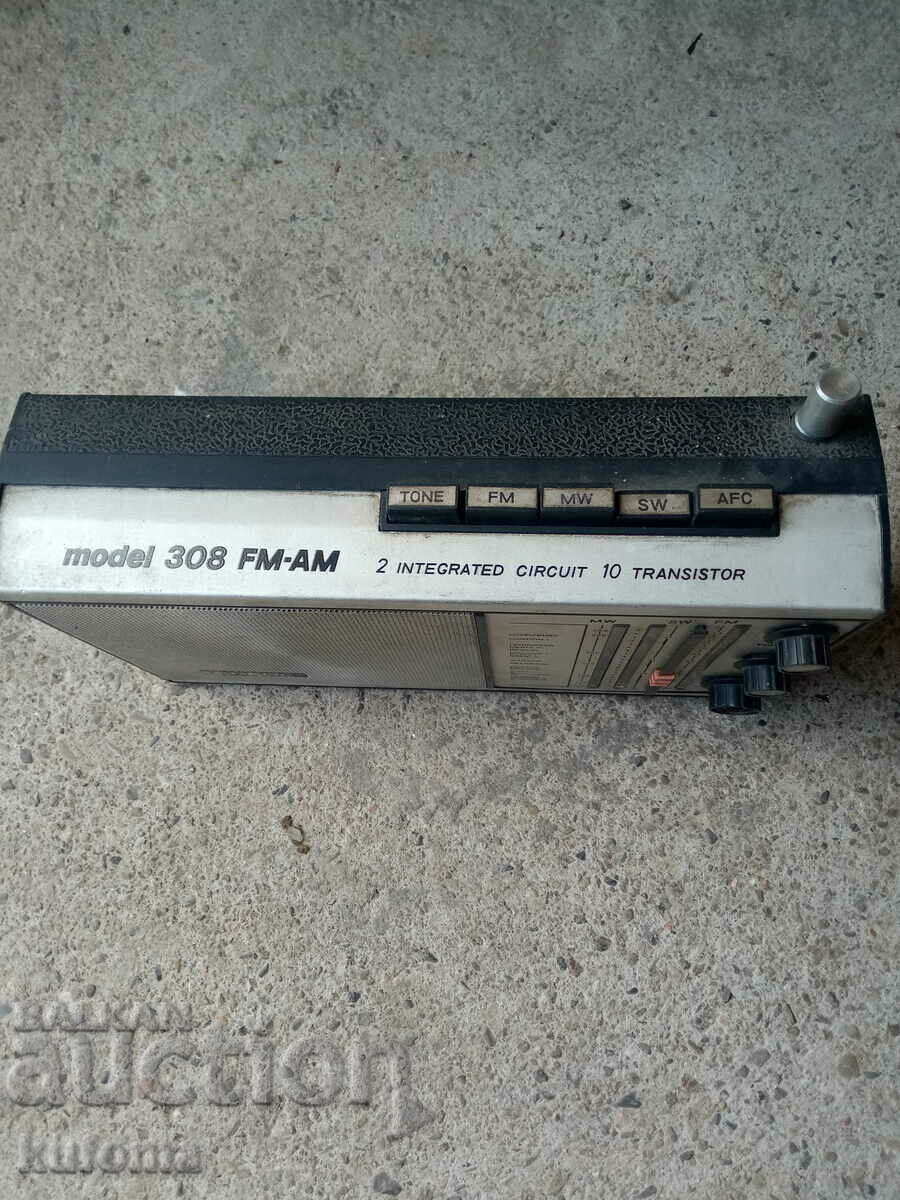 TONE FM MW SW AFC
model 308 FM-AM 2 INTEGRATED CIRCUIT 10 TRANSISTOR
MW SW FM
BALKAN
auction
kutoma